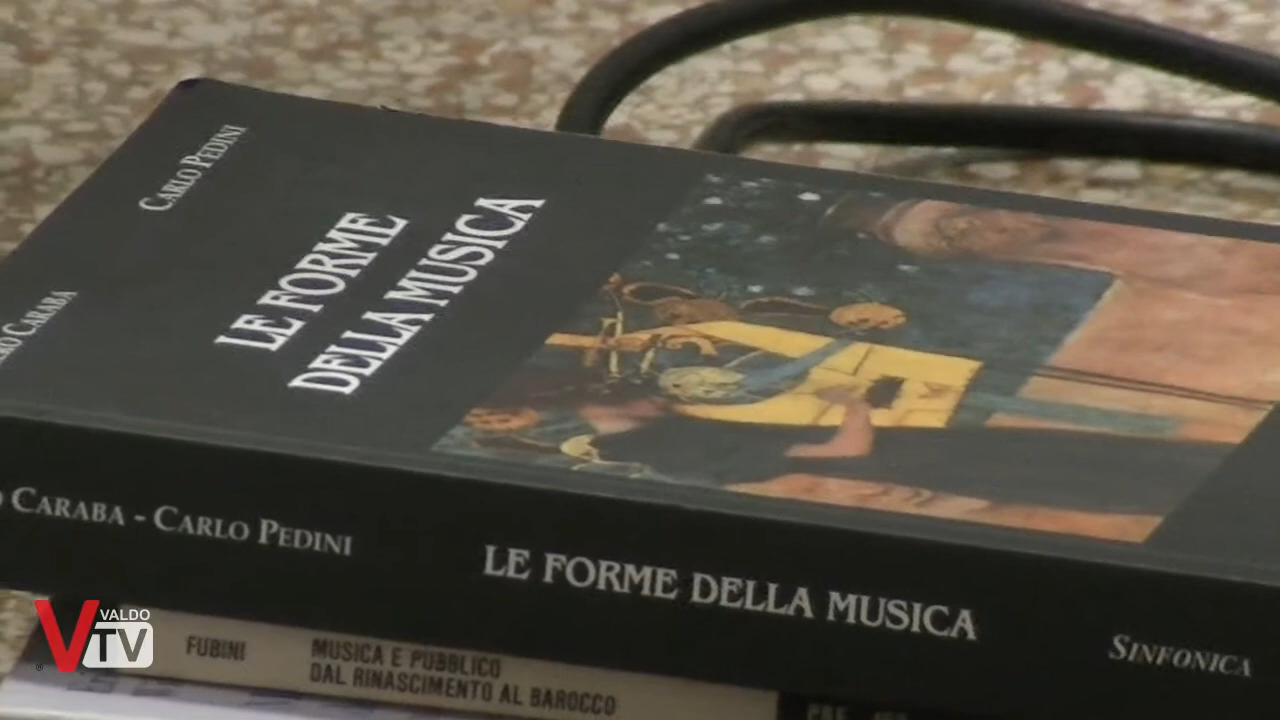 CARLO PEDINI
CARABA
LE FORME
DELLA MUSICA
CARABA - CARLO PEDINI
LE FORME DELLA MUSICA
SINFONICA
VALDO
VTV
FUBINI
MUSICA E PUBBLICO
DAL RINASCIMENTO AL BAROCCO